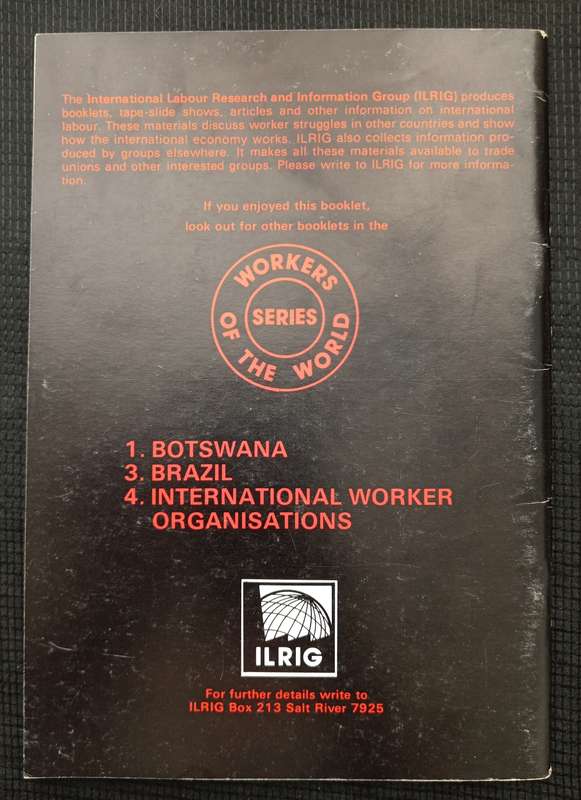 The International Labour Research and Information Group (ILRIG) produces
booklets, tape-slide shows, articles and other information on international
labour. These materials discuss worker struggles in other countries and show
how the international economy works. ILRIG also collects information pro-
duced by groups elsewhere. It makes all these materials available to trade
unions and other interested groups. Please write to ILRIG for more informa-
tion.
If you enjoyed this booklet,
look out for other booklets in the
WORKERS
OF THE WORLD
SERIES
1. BOTSWANA
3. BRAZIL
4. INTERNATIONAL WORKER
ORGANISATIONS
ILRIG
For further details write to
ILRIG Box 213 Salt River 7925